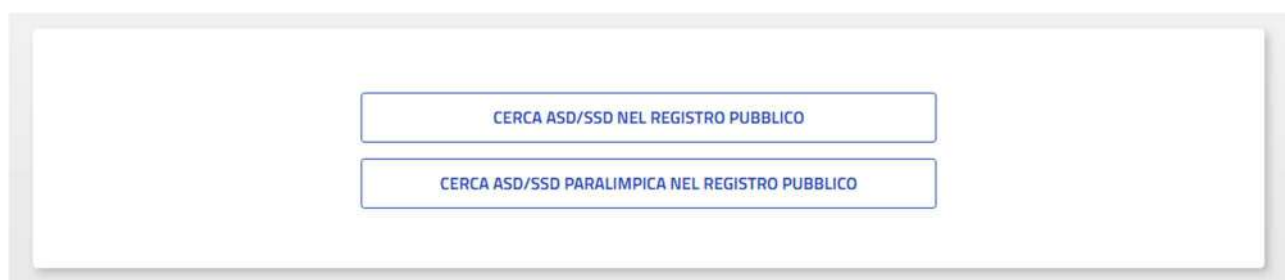 CERCA ASD/SSD NEL REGISTRO PUBBLICO
CERCA ASD/SSD PARALIMPICA NEL REGISTRO PUBBLICO